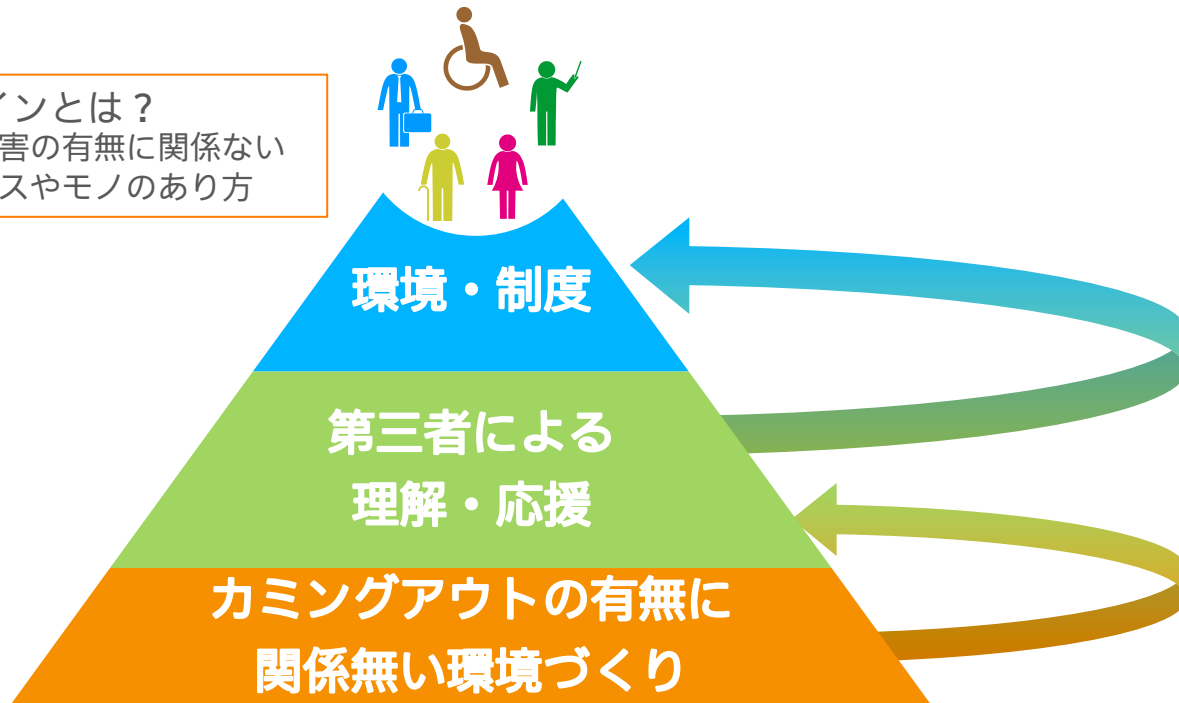 インとは？
害の有無に関係ない
スやモノのあり方
環境・制度
第三者による
理解・応援
カミングアウトの有無に
関係無い環境づくり